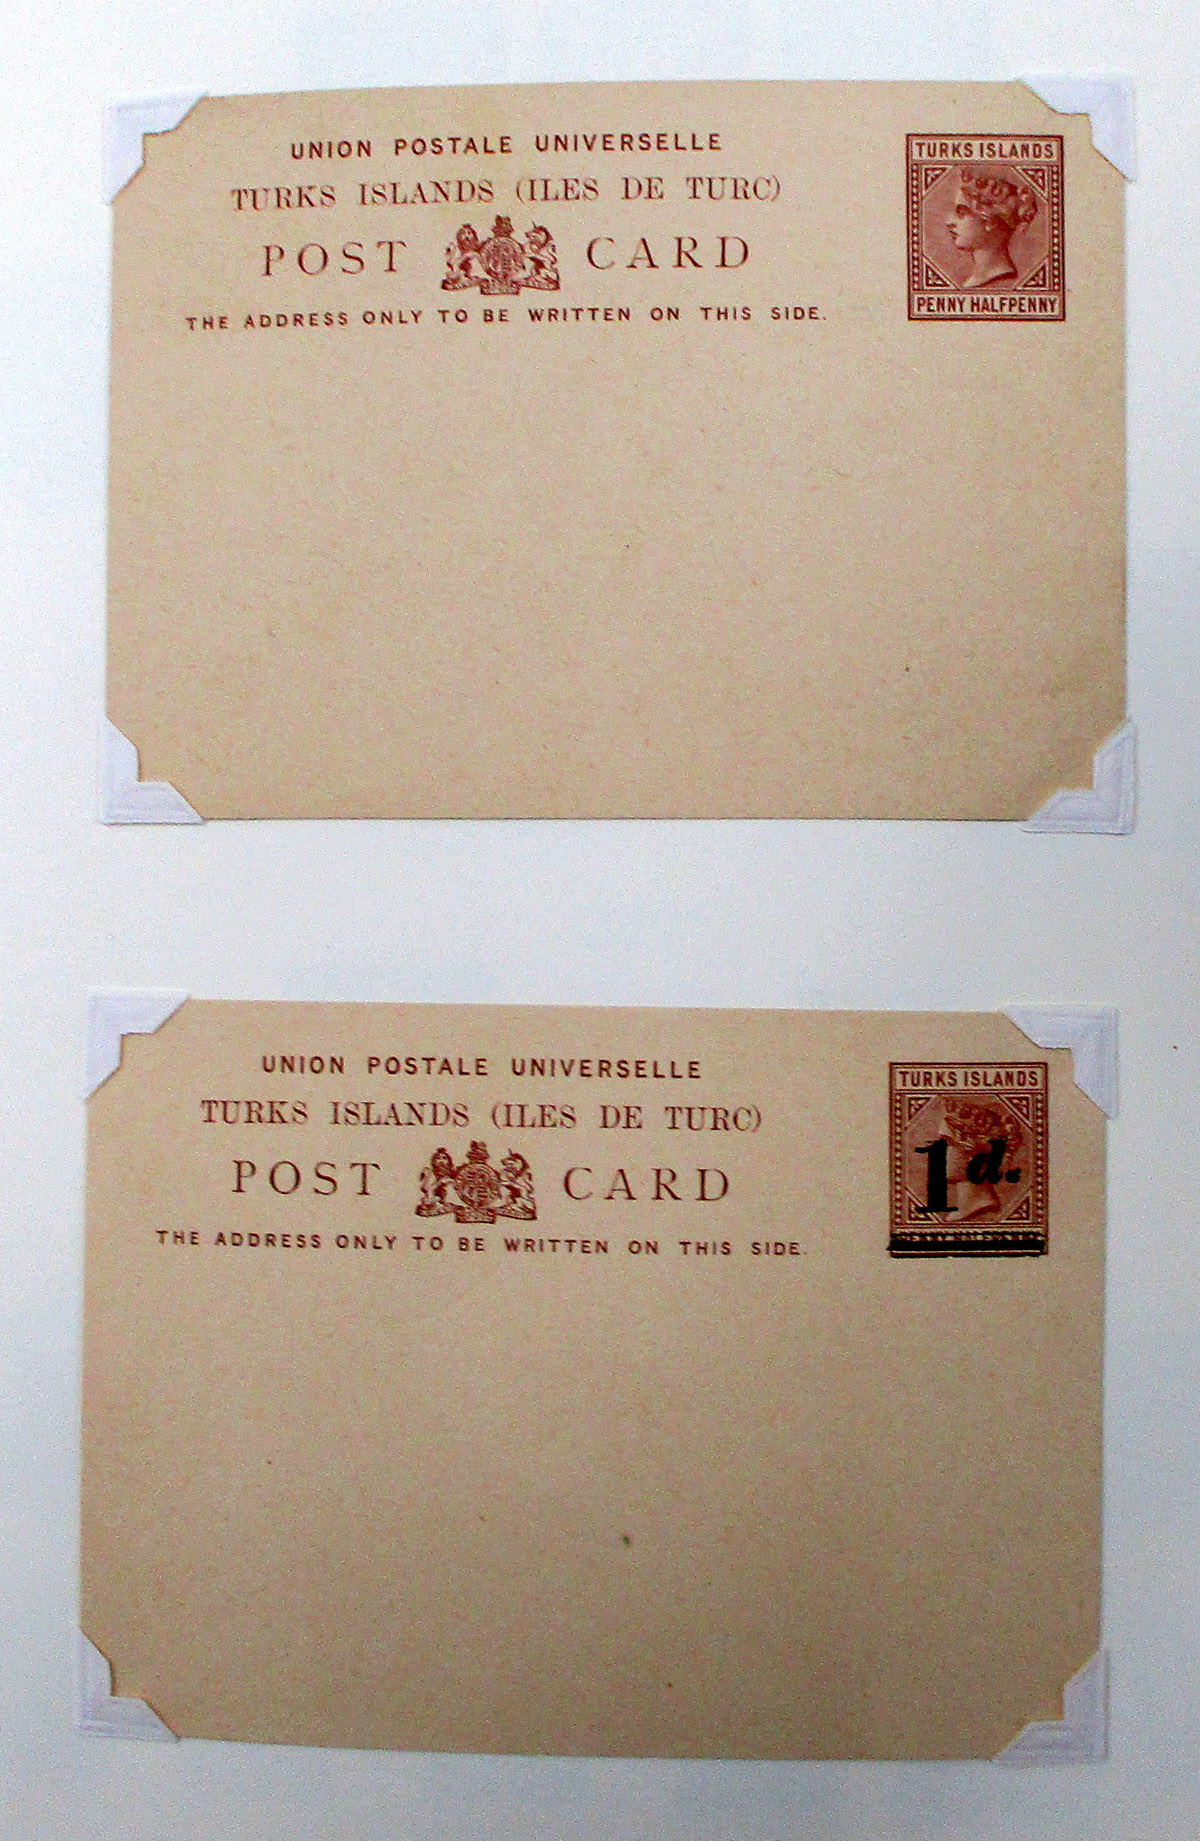 UNION POSTALE UNIVERSELLE
TURKS ISLANDS (ILES DE TURC)
POST CARD
THE ADDRESS ONLY TO BE WRITTEN ON THIS SIDE.
TURKS ISLANDS
PENNY HALFPENNY
UNION POSTALE UNIVERSELLE
TURKS ISLANDS (ILES DE TURC)
POST CARD
THE ADDRESS ONLY TO BE WRITTEN ON THIS SIDE.
TURKS ISLANDS
1d.